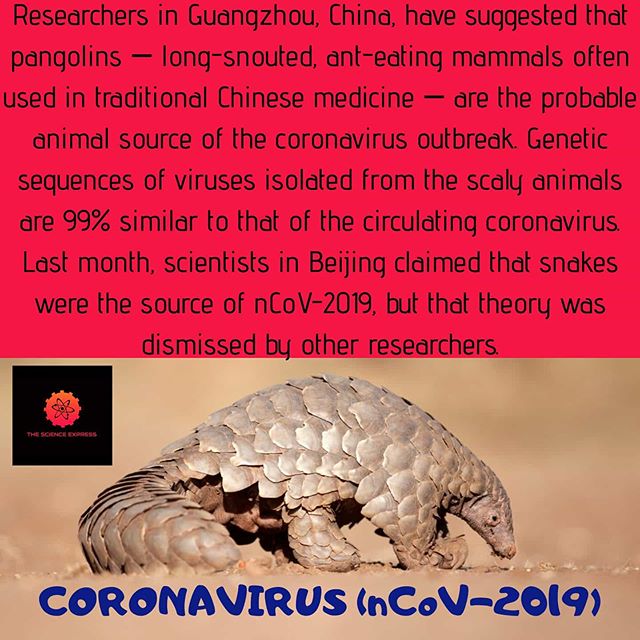 Researchers in Guangzhou, China, have suggested that
pangolins — long-snouted, ant-eating mammals often
used in traditional Chinese medicine — are the probable
animal source of the coronavirus outbreak. Genetic
sequences of viruses isolated from the scaly animals
are 99% similar to that of the circulating coronavirus.
Last month, scientists in Beijing claimed that snakes
were the source of nCoV-2019, but that theory was
dismissed by other researchers.
THE SCIENCE EXPRESS
CORONAVIRUS (nCoV-2019)